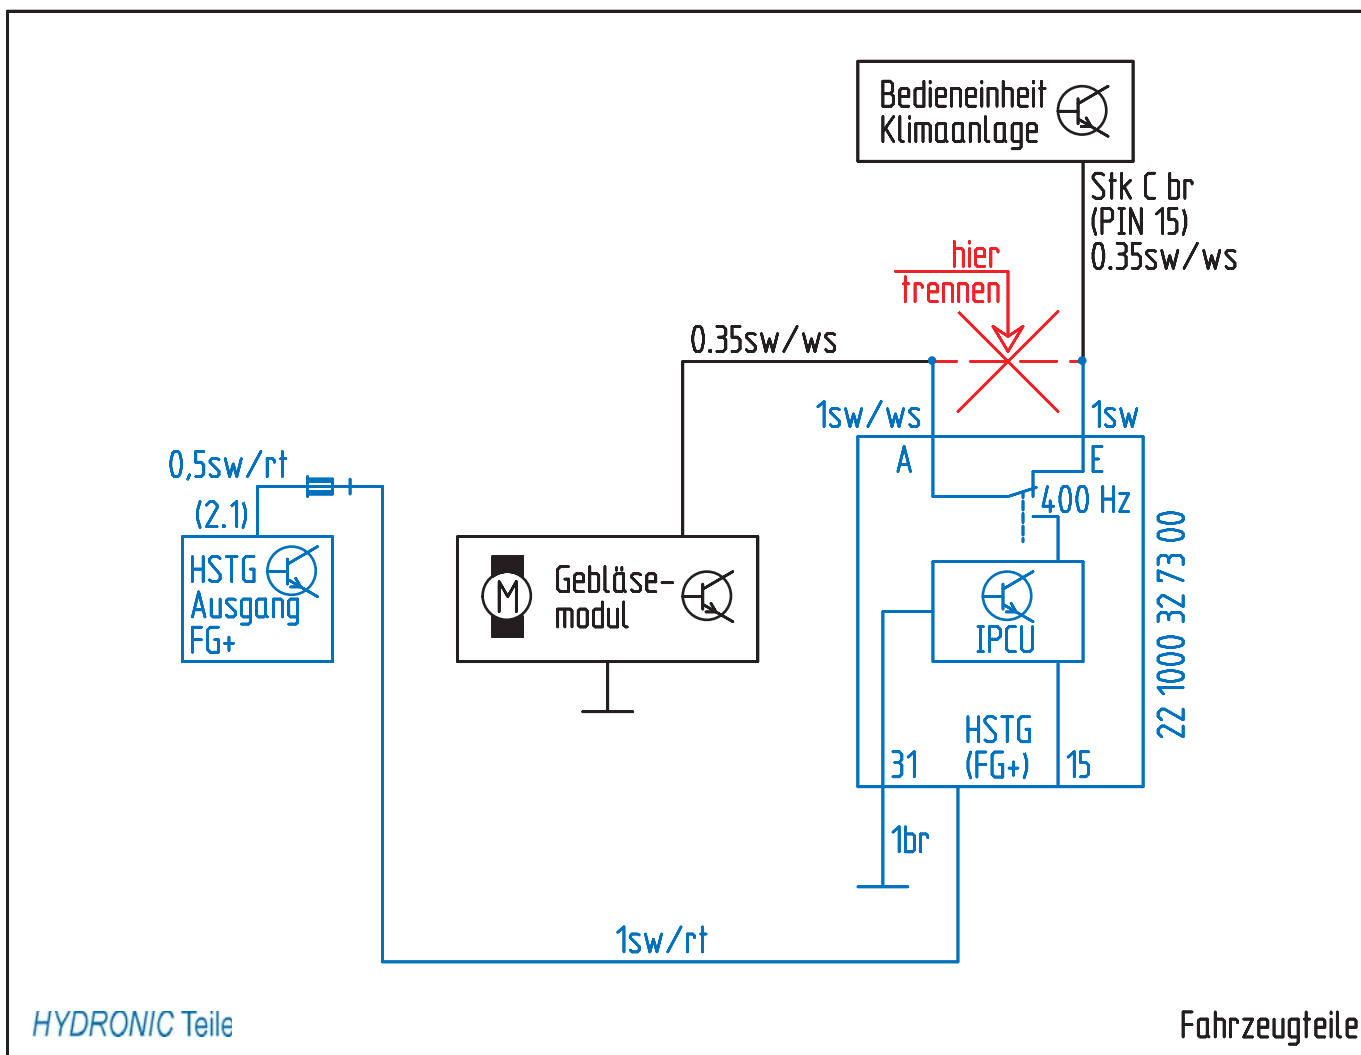 Bedieneinheit
Klimaanlage
Stk C br
(PIN 15)
0.35sw/ws
hier
trennen
0.35sw/ws
1sw/ws
1sw
A
E
400 Hz
0,5sw/rt
(2.1)
HSTG
Ausgang
FG+
M
Gebläse-
modul
IPCU
22 1000 32 73 00
HSTG
(FG+)
31
15
1br
1sw/rt
HYDRONIC Teile
Fahrzeugteile